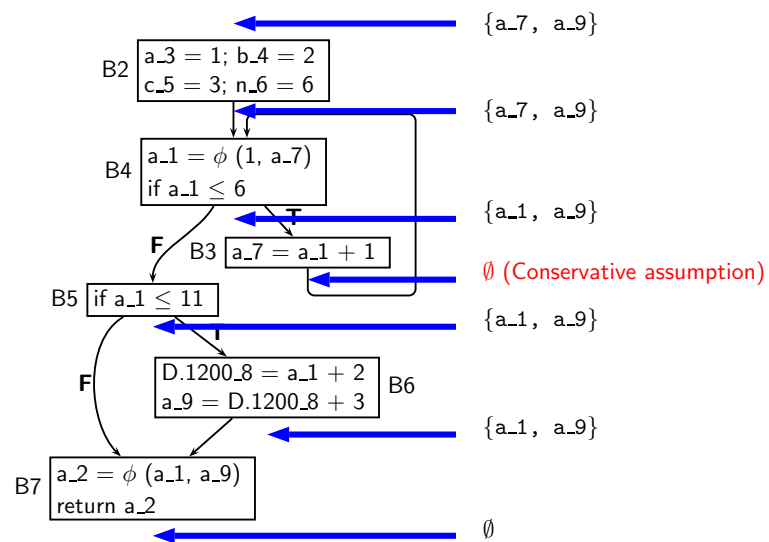 {a_7, a_9}
B2
a_3 = 1; b_4 = 2
c_5 = 3; n_6 = 6
{a_7, a_9}
B4
a_1 = ϕ (1, a_7)
if a_1 ≤ 6
{a_1, a_9}
T
F
B3
a_7 = a_1 + 1
∅ (Conservative assumption)
B5
if a_1 ≤ 11
{a_1, a_9}
T
F
D.1200_8 = a_1 + 2
a_9 = D.1200_8 + 3
B6
{a_1, a_9}
B7
a_2 = ϕ (a_1, a_9)
return a_2
∅